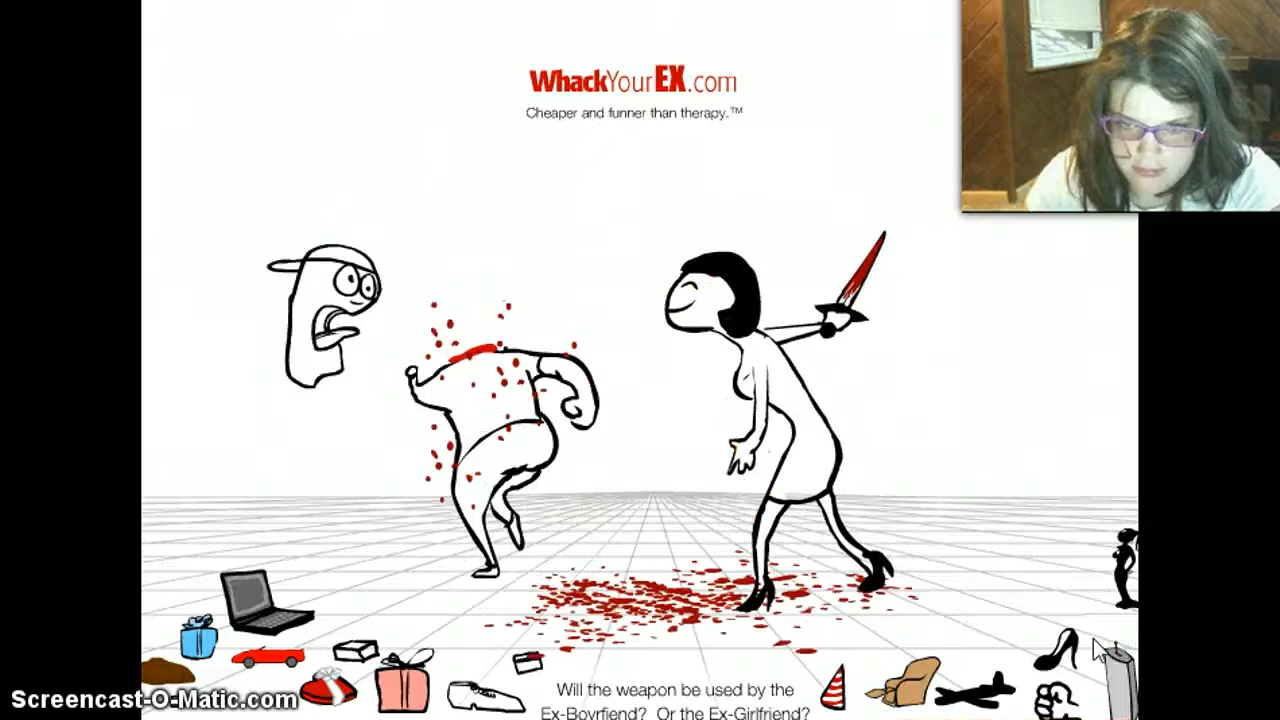 WhackYourEX.com
Cheaper and funner than therapy.™
Will the weapon be used by the
Ex-Boyrfiend? Or the Ex-Girlfriend?
Screencast-O-Matic.com